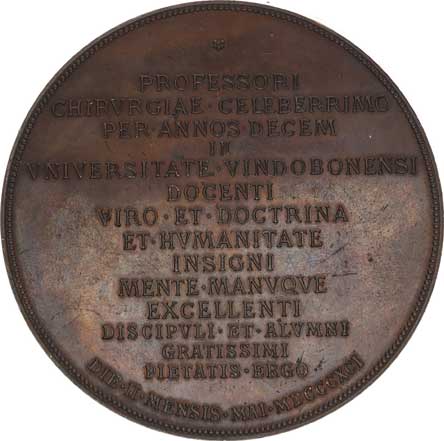 PROFESSORI
CHIRVRGIAE·CELEBERRIMO
PER·ANNOS·DECEM
IN
VNIVERSITATE·VINDOBONENSI
DOCENTI
VIRO·ET·DOCTRINA
ET·HVMANITATE
INSIGNI
MENTE·MANVQVE
EXCELLENTI
DISCIPVLI·ET·ALVMNI
GRATISSIMI
PIETATIS·ERGO
DIE·II·MENSIS·MAI·MDCCCXCI